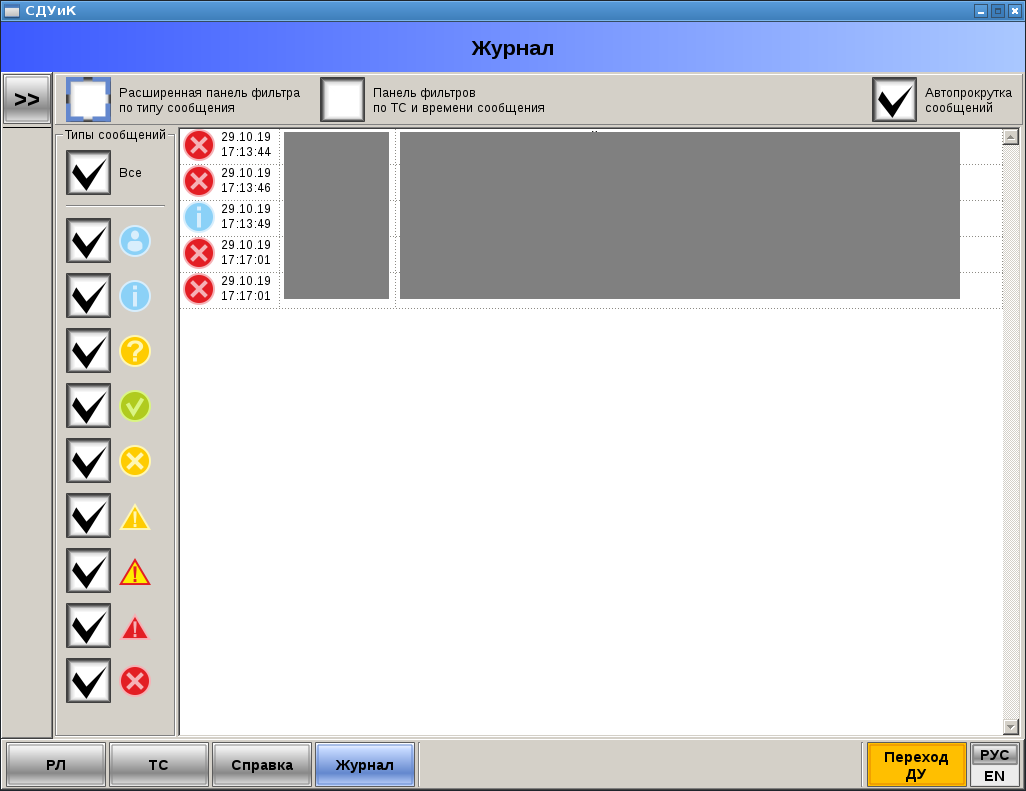 СДУиК
Журнал
>>
Расширенная панель фильтра
по типу сообщения
Панель фильтров
по ТС и времени сообщения
Автопрокрутка
сообщений
Типы сообщений
Все
29.10.19
17:13:44
29.10.19
17:13:46
29.10.19
17:13:49
29.10.19
17:17:01
29.10.19
17:17:01
РЛ
ТС
Справка
Журнал
Переход
ДУ
РУС
EN